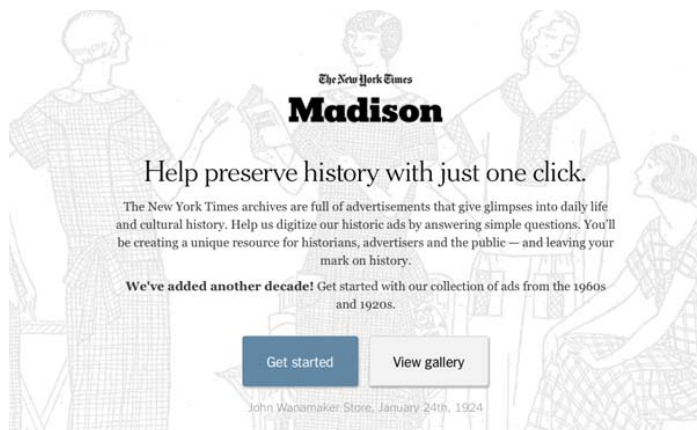 The New York Times
Madison
Help preserve history with just one click.
The New York Times archives are full of advertisements that give glimpses into daily life
and cultural history. Help us digitize our historic ads by answering simple questions. You'll
be creating a unique resource for historians, advertisers and the public — and leaving your
mark on history.
We've added another decade! Get started with our collection of ads from the 1960s
and 1920s.
Get started View gallery
John Wanamaker Store, January 24th, 1924